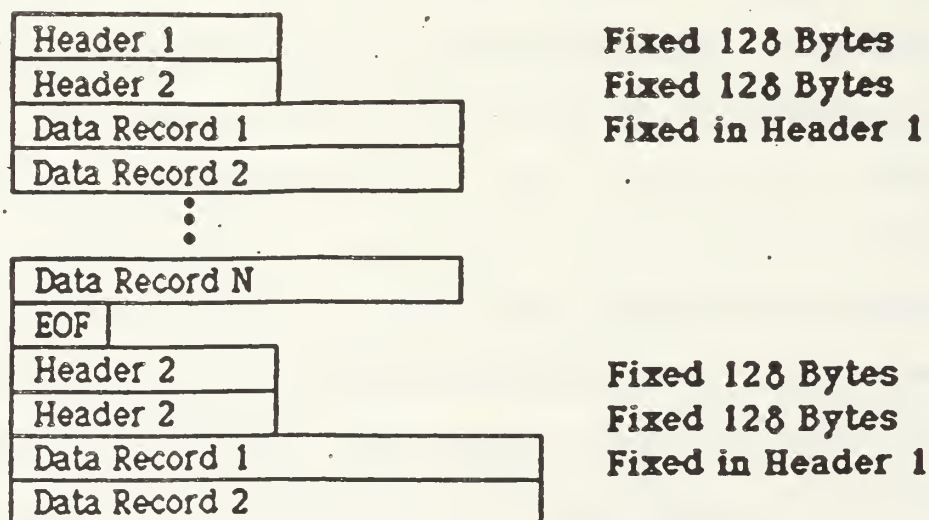 Header 1 Fixed 128 Bytes
Header 2 Fixed 128 Bytes
Data Record 1 Fixed in Header 1
Data Record 2
Data Record N
EOF
Header 2 Fixed 128 Bytes
Header 2 Fixed 128 Bytes
Data Record 1 Fixed in Header 1
Data Record 2